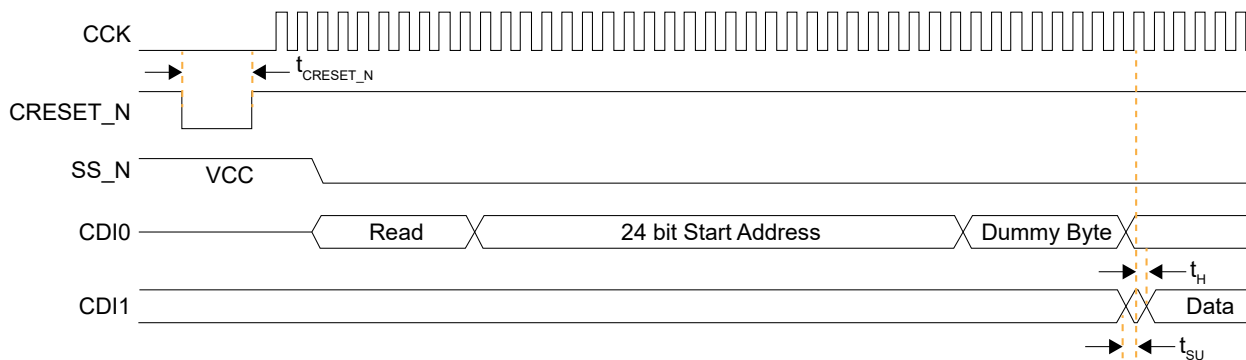 CCK
tCRESET_N
CRESET_N
SS_N
VCC
CDI0
Read
24 bit Start Address
Dummy Byte
tH
CDI1
Data
tSU